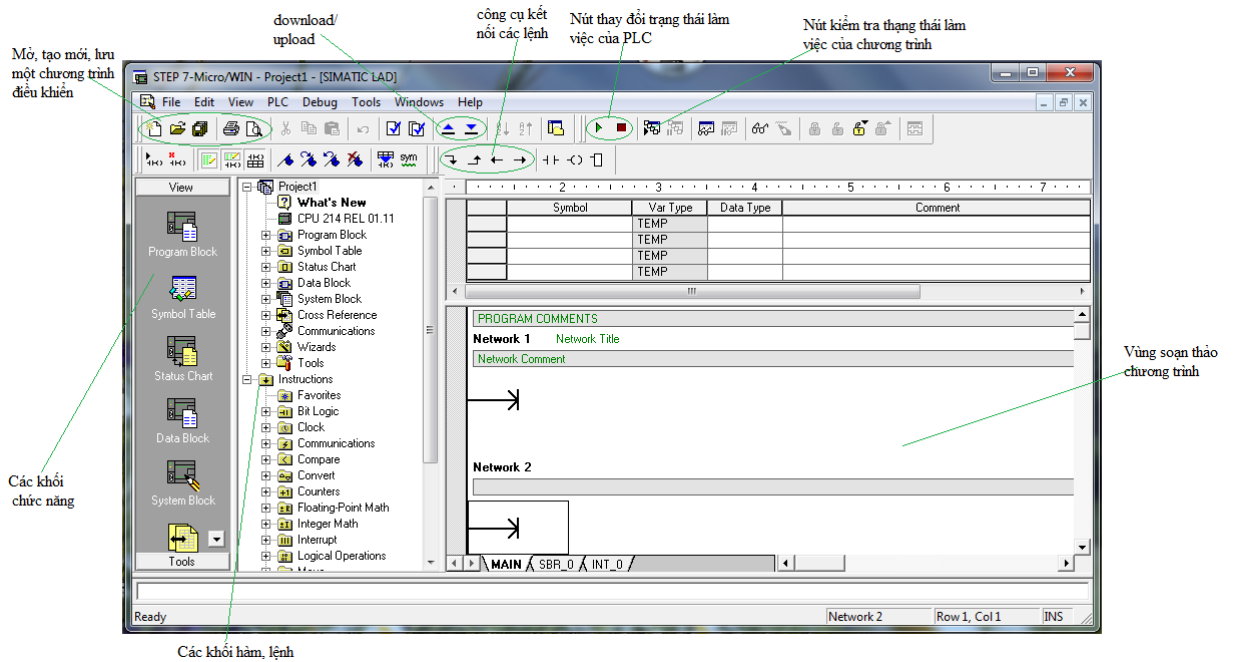 download/
upload
công cụ kết
nối các lệnh
Nút thay đổi trạng thái làm
việc của PLC
Nút kiểm tra thạng thái làm
việc của chương trình
Mở, tạo mới, lưu
một chương trình
điều khiển
STEP 7-Micro/WIN - Project1 - [SIMATIC LAD]
File Edit View PLC Debug Tools Windows Help
sym
View
Program Block
Symbol Table
Status Chart
Data Block
System Block
Tools
Project1
What's New
CPU 214 REL 01.11
Program Block
Symbol Table
Status Chart
Data Block
System Block
Cross Reference
Communications
Wizards
Tools
Instructions
Favorites
Bit Logic
Clock
Communications
Compare
Convert
Counters
Floating-Point Math
Integer Math
Interrupt
Logical Operations
2 3 4 5 6 7
Symbol Var Type Data Type Comment
TEMP
TEMP
TEMP
TEMP
PROGRAM COMMENTS
Network 1 Network Title
Network Comment
Network 2
MAIN SBR_0 INT_0
Ready
Network 2 Row 1, Col 1 INS
Vùng soạn thảo
chương trình
Các khối
chức năng
Các khối hàm, lệnh